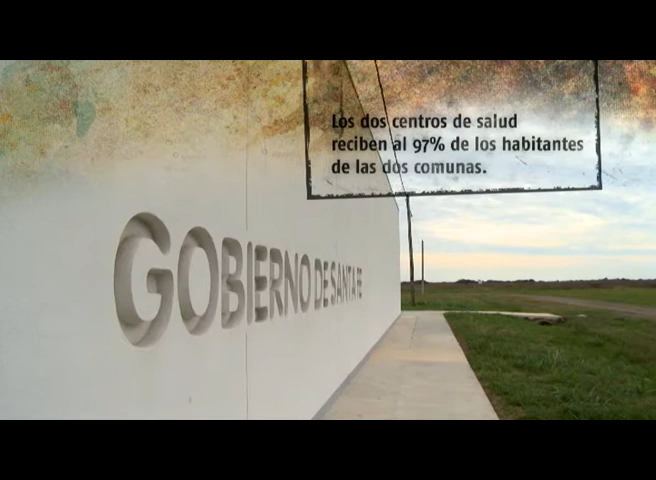 Los dos centros de salud
reciben al 97% de los habitantes
de las dos comunas.
GOBIERNO DE SANTA FE